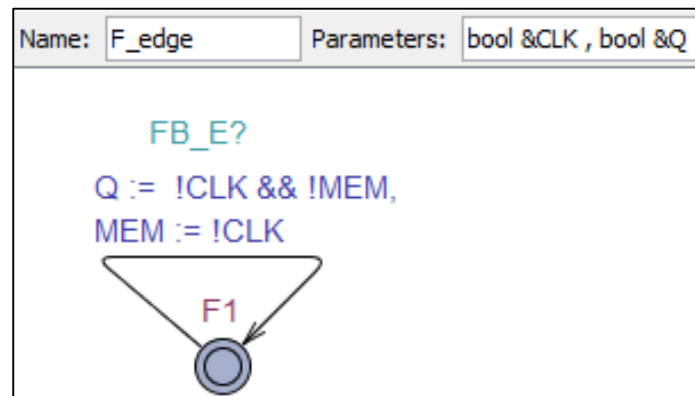 Name: F_edge Parameters: bool &CLK , bool &Q
FB_E?
Q := !CLK && !MEM,
MEM := !CLK
F1